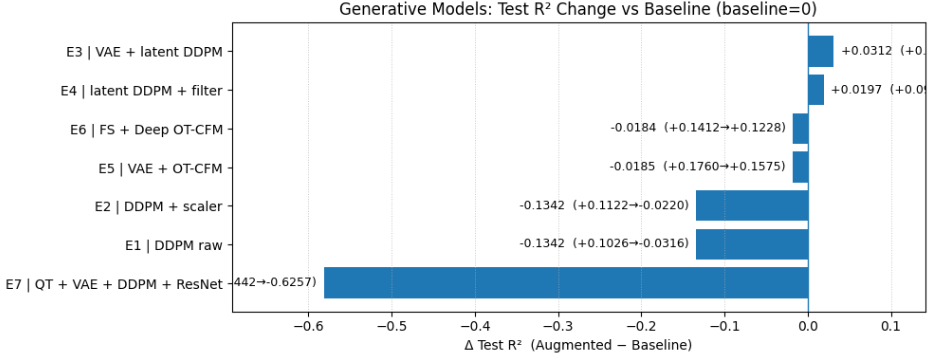 Generative Models: Test R² Change vs Baseline (baseline=0)
E3 | VAE + latent DDPM
+0.0312 (+0.
E4 | latent DDPM + filter
+0.0197 (+0.09
E6 | FS + Deep OT-CFM
-0.0184 (+0.1412→+0.1228)
E5 | VAE + OT-CFM
-0.0185 (+0.1760→+0.1575)
E2 | DDPM + scaler
-0.1342 (+0.1122→-0.0220)
E1 | DDPM raw
-0.1342 (+0.1026→-0.0316)
E7 | QT + VAE + DDPM + ResNet
442→-0.6257)
−0.6 −0.5 −0.4 −0.3 −0.2 −0.1 0.0 0.1
Δ Test R² (Augmented − Baseline)